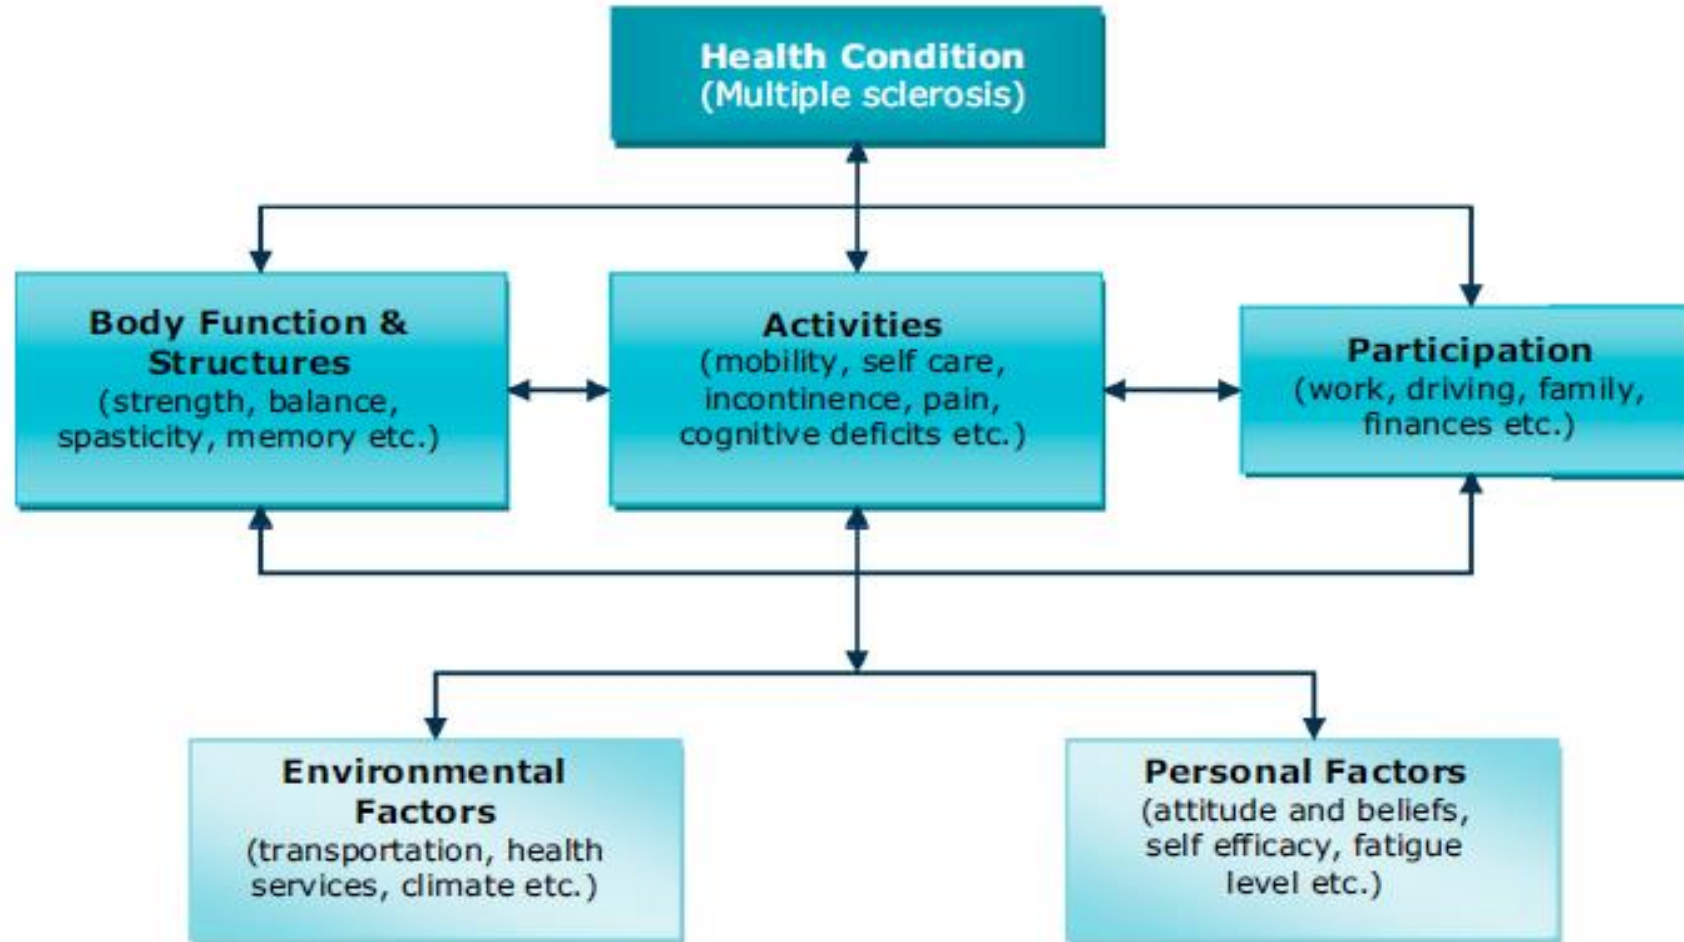 Health Condition
(Multiple sclerosis)
Body Function &
Structures
(strength, balance,
spasticity, memory etc.)
Activities
(mobility, self care,
incontinence, pain,
cognitive deficits etc.)
Participation
(work, driving, family,
finances etc.)
Environmental
Factors
(transportation, health
services, climate etc.)
Personal Factors
(attitude and beliefs,
self efficacy, fatigue
level etc.)